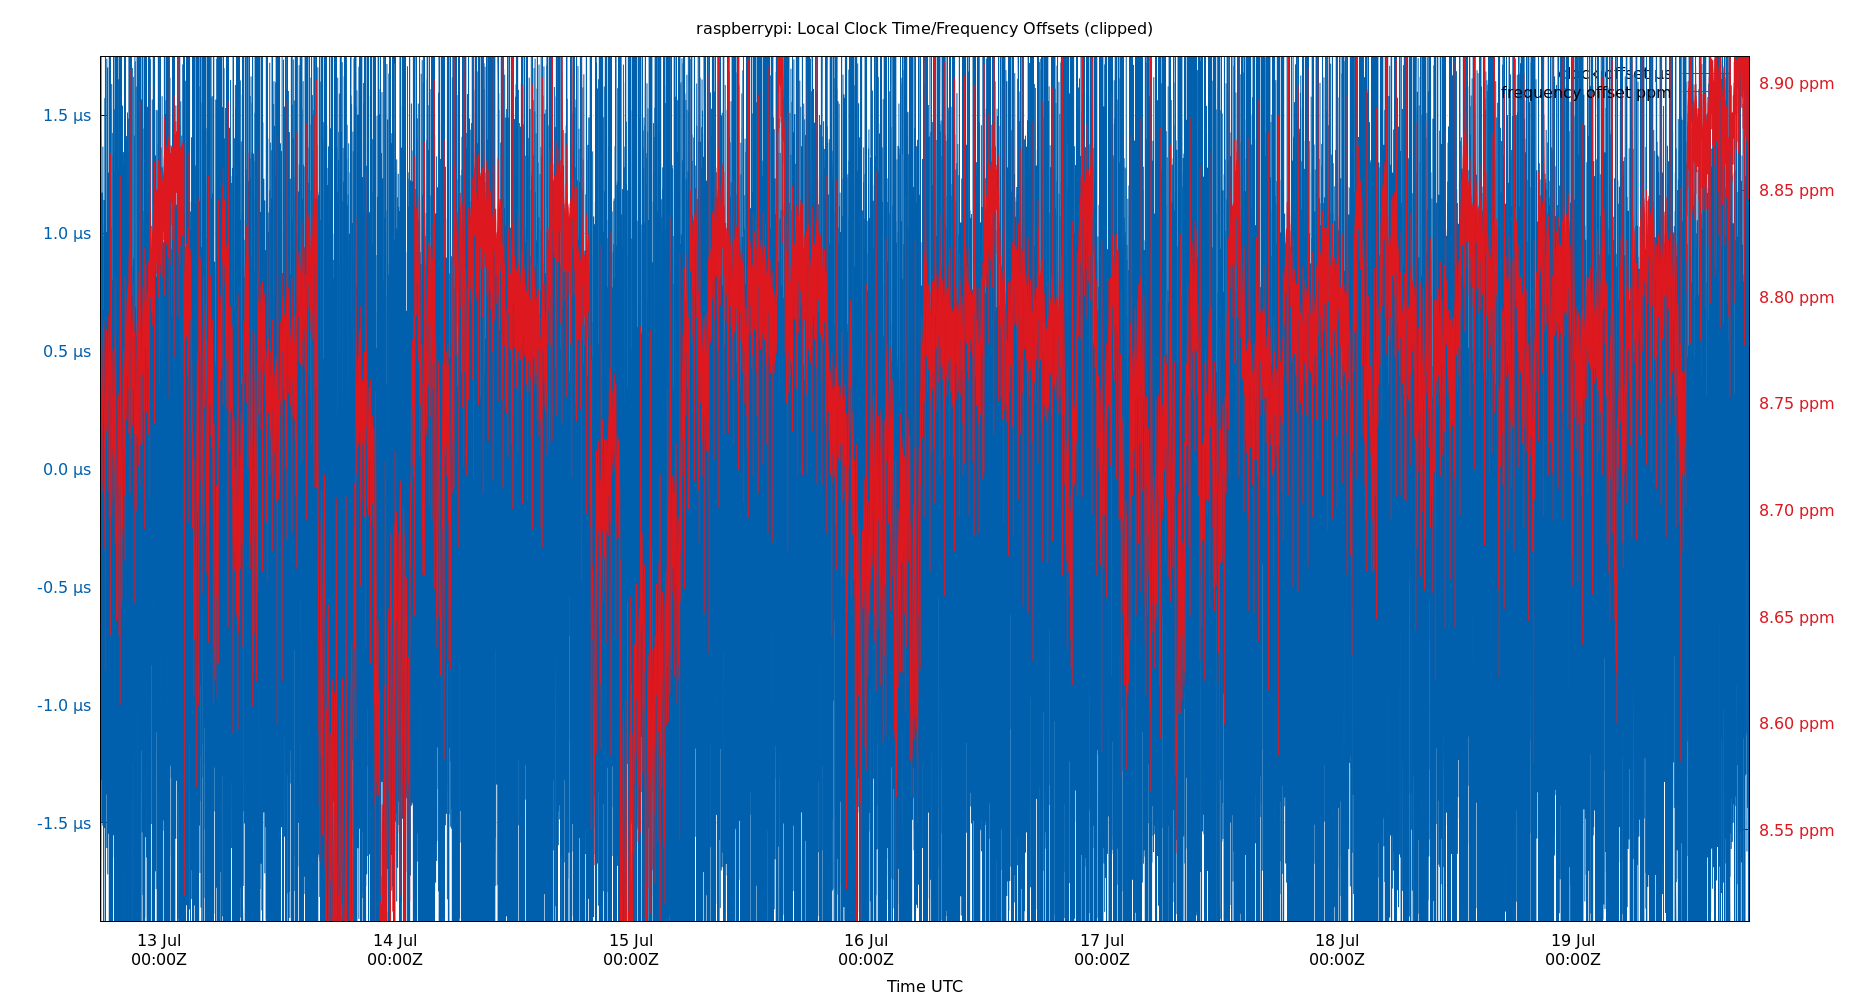 raspberrypi: Local Clock Time/Frequency Offsets (clipped)
clock offset µs
frequency offset ppm
1.5 µs
1.0 µs
0.5 µs
0.0 µs
-0.5 µs
-1.0 µs
-1.5 µs
8.90 ppm
8.85 ppm
8.80 ppm
8.75 ppm
8.70 ppm
8.65 ppm
8.60 ppm
8.55 ppm
13 Jul 14 Jul 15 Jul 16 Jul 17 Jul 18 Jul 19 Jul
00:00Z 00:00Z 00:00Z 00:00Z 00:00Z 00:00Z 00:00Z
Time UTC